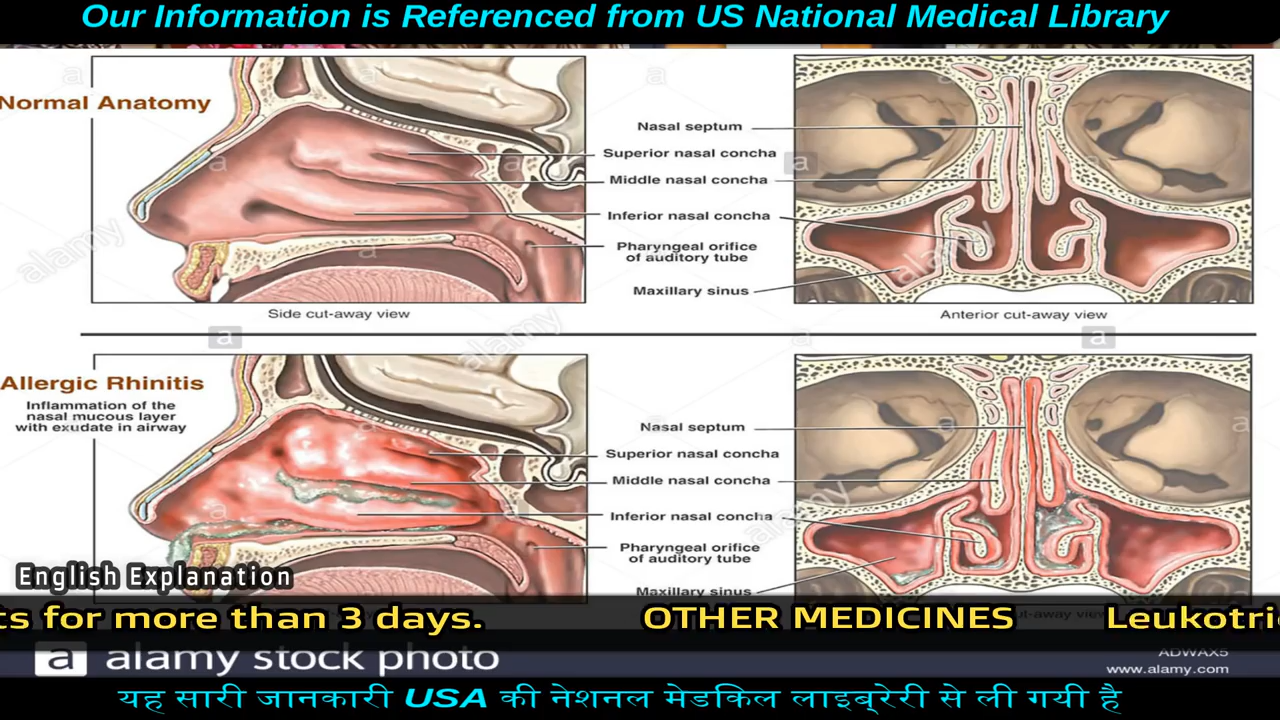 Our Information is Referenced from US National Medical Library
Normal Anatomy
Nasal septum
Superior nasal concha
Middle nasal concha
Inferior nasal concha
Pharyngeal orifice
of auditory tube
Maxillary sinus
Side cut-away view
Anterior cut-away view
Allergic Rhinitis
Inflammation of the
nasal mucous layer
with exudate in airway
Nasal septum
Superior nasal concha
Middle nasal concha
Inferior nasal concha
Pharyngeal orifice
of auditory tube
Maxillary sinus
English Explanation
ts for more than 3 days. OTHER MEDICINES Leukotri
a alamy stock photo
ADWAX5
www.alamy.com
यह सारी जानकारी USA की नेशनल मेडिकल लाइब्रेरी से ली गयी है